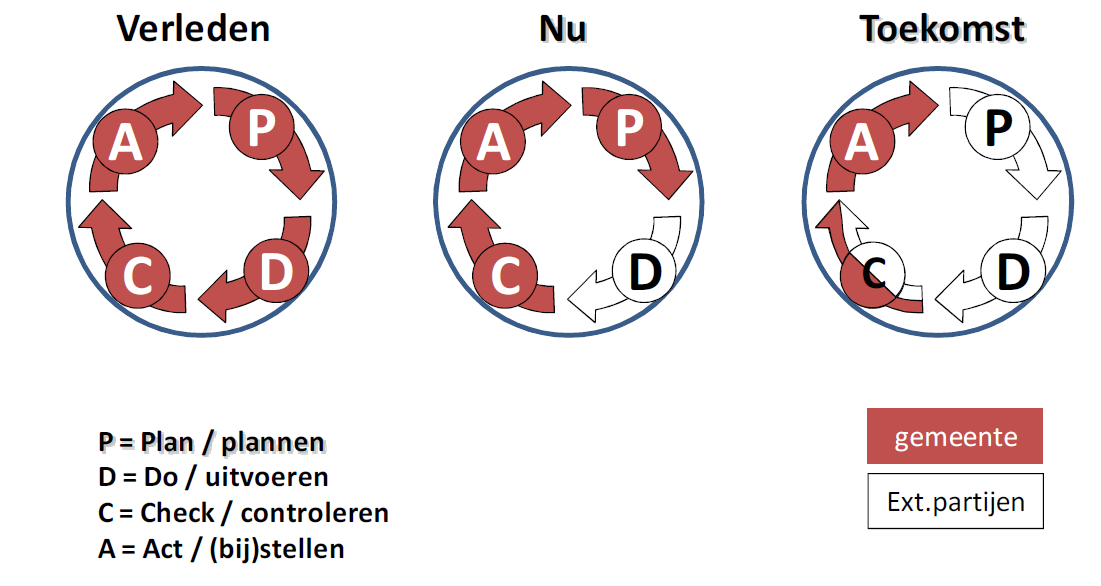 Verleden
Nu
Toekomst
A
P
C
D
A
P
C
D
A
P
C
D
P = Plan / plannen
D = Do / uitvoeren
C = Check / controleren
A = Act / (bij)stellen
gemeente
Ext.partijen